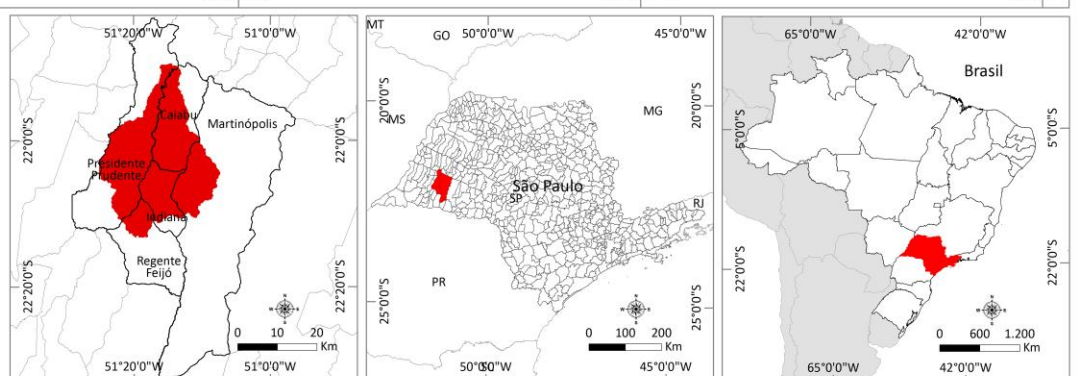 51°20'0"W 51°0'0"W
22°0'0"S
22°0'0"S
Caiabu
Martinópolis
Presidente
Prudente
Indiana
Regente
Feijó
22°20'0"S
22°20'0"S
N
W E
S
0 10 20
Km
51°20'0"W 51°0'0"W
MT
GO
50°0'0"W 45°0'0"W
20°0'0"S
20°0'0"S
MS
MG
São Paulo
SP
RJ
PR
25°0'0"S
25°0'0"S
N
W E
S
0 100 200
Km
50°0'0"W 45°0'0"W
65°0'0"W 42°0'0"W
Brasil
5°0'0"S
5°0'0"S
22°0'0"S
22°0'0"S
N
W E
S
0 600 1.200
Km
65°0'0"W 42°0'0"W